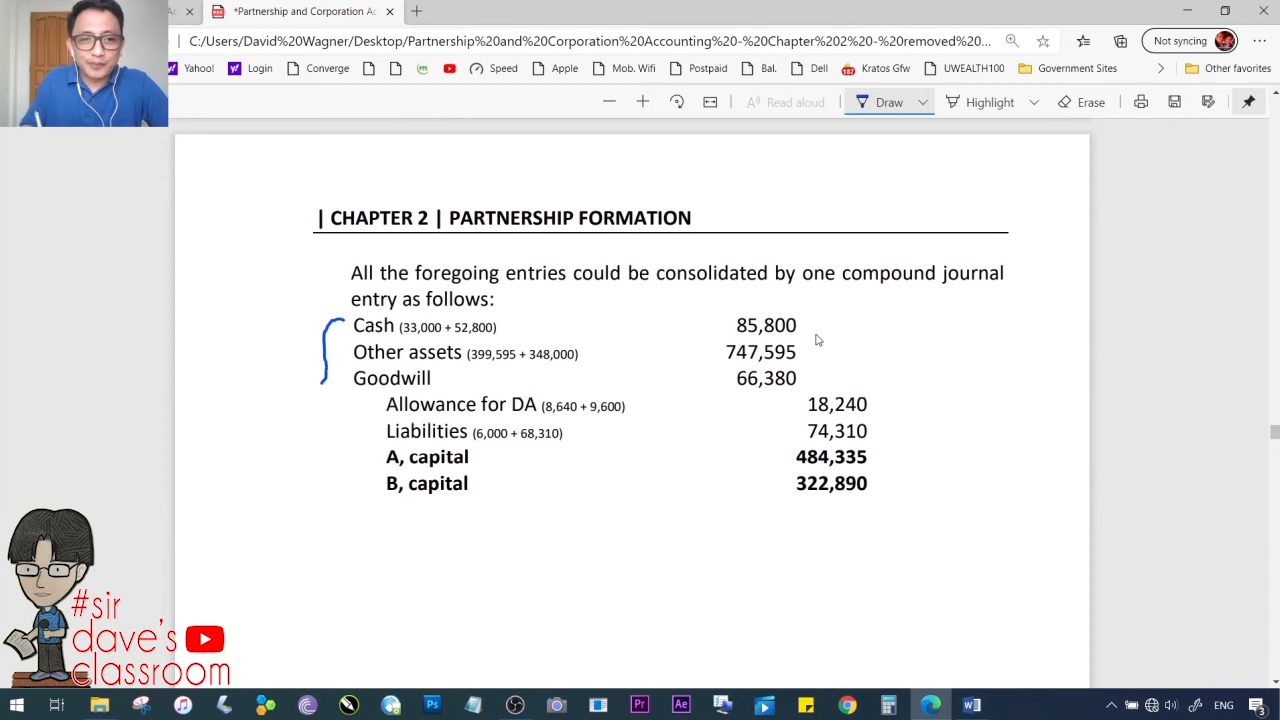 *Partnership and Corporation Ac
C:/Users/David%20Wagner/Desktop/Partnership%20and%20Corporation%20Accounting%20-%20Chapter%202%20-%20removed%20...
Not syncing
Yahoo!
Login
Converge
Speed
Apple
Mob. Wifi
Postpaid
Bal.
Dell
Kratos Gfw
UWEALTH100
Government Sites
Other favorites
Read aloud
Draw
Highlight
Erase
| CHAPTER 2 | PARTNERSHIP FORMATION
All the foregoing entries could be consolidated by one compound journal
entry as follows:
Cash (33,000 + 52,800) 85,800
Other assets (399,595 + 348,000) 747,595
Goodwill 66,380
Allowance for DA (8,640 + 9,600) 18,240
Liabilities (6,000 + 68,310) 74,310
A, capital 484,335
B, capital 322,890
#sir
dave's
classroom
Ps
Pr
Ae
W
3